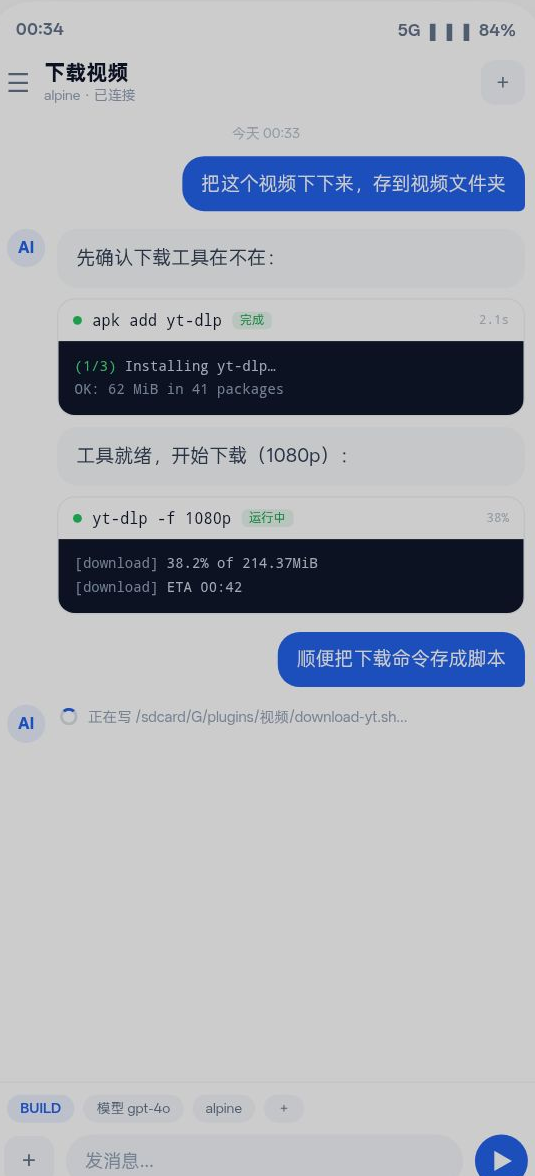 00:34
5G 84%
下载视频
alpine · 已连接
+
今天 00:33
把这个视频下下来，存到视频文件夹
AI
先确认下载工具在不在：
apk add yt-dlp 完成 2.1s
(1/3) Installing yt-dlp…
OK: 62 MiB in 41 packages
工具就绪，开始下载（1080p）：
yt-dlp -f 1080p 运行中 38%
[download] 38.2% of 214.37MiB
[download] ETA 00:42
顺便把下载命令存成脚本
AI
正在写 /sdcard/G/plugins/视频/download-yt.sh...
BUILD 模型 gpt-4o alpine +
+ 发消息...